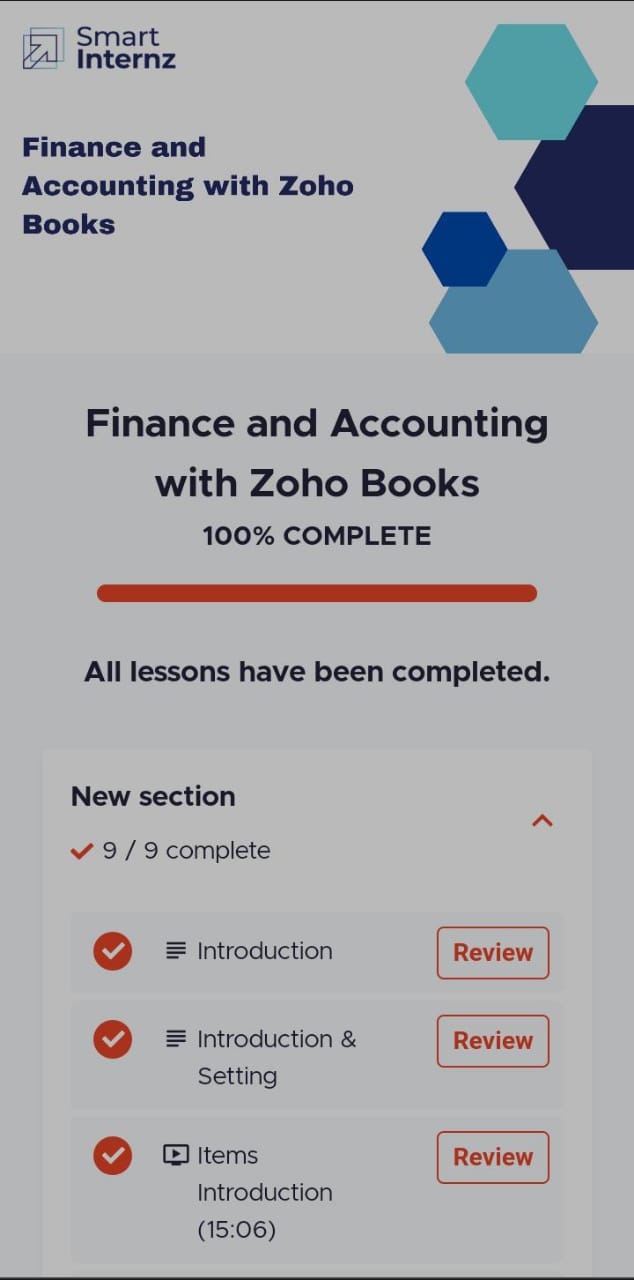 Smart
Internz
Finance and
Accounting with Zoho
Books
Finance and Accounting
with Zoho Books
100% COMPLETE
All lessons have been completed.
New section
9 / 9 complete
Introduction
Review
Introduction &
Setting
Review
Items
Introduction
(15:06)
Review